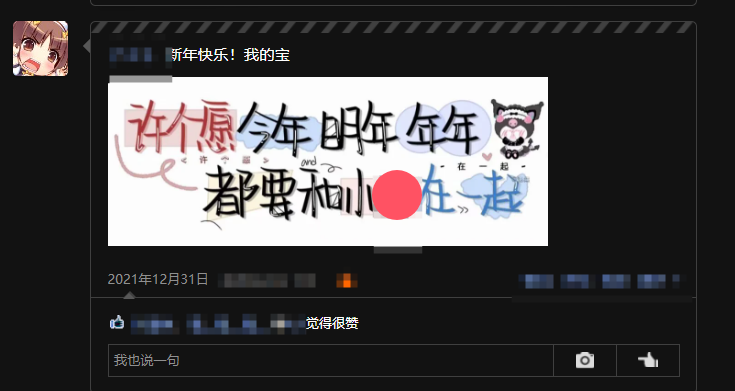 新年快乐！我的宝
许个愿今年明年年年
< 许个愿 > and - 在一起 -
都要和小在一起
2021年12月31日
觉得很赞
我也说一句